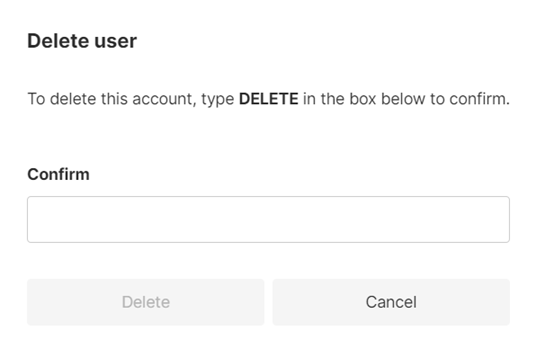 Delete user
To delete this account, type DELETE in the box below to confirm.
Confirm
Delete
Cancel